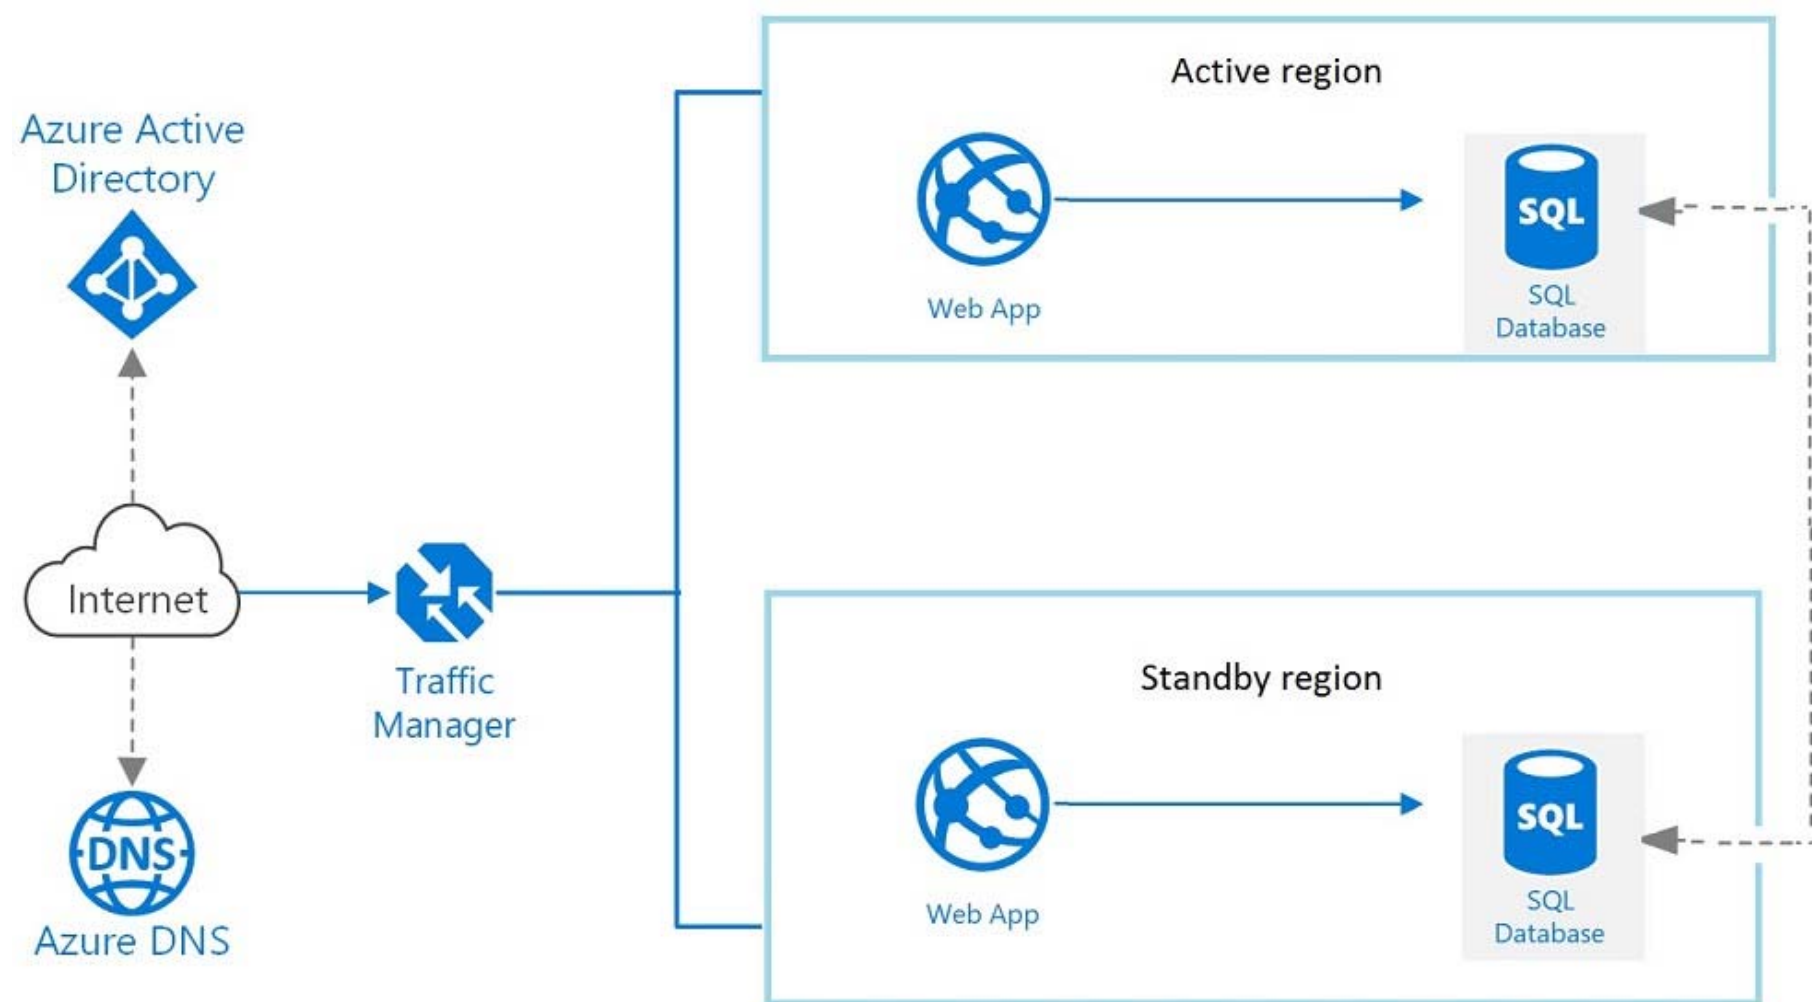 Active region
Azure Active
Directory
SQL
Web App
SQL
Database
Internet
Traffic
Manager
Standby region
SQL
Web App
SQL
Database
DNS
Azure DNS